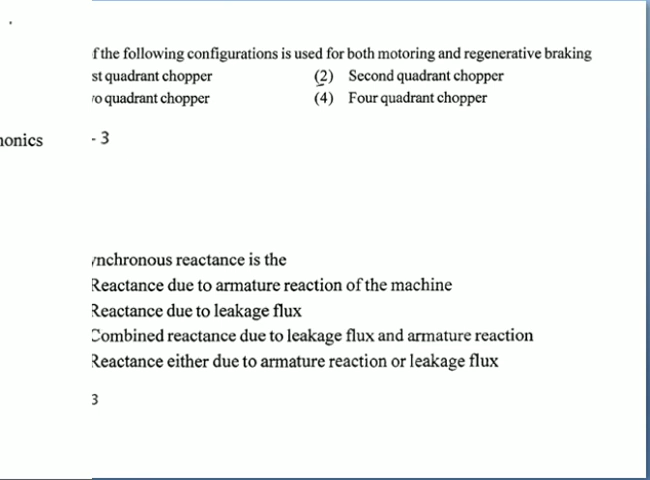 f the following configurations is used for both motoring and regenerative braking
st quadrant chopper (2) Second quadrant chopper
o quadrant chopper (4) Four quadrant chopper
onics - 3
nchronous reactance is the
Reactance due to armature reaction of the machine
Reactance due to leakage flux
Combined reactance due to leakage flux and armature reaction
Reactance either due to armature reaction or leakage flux
3